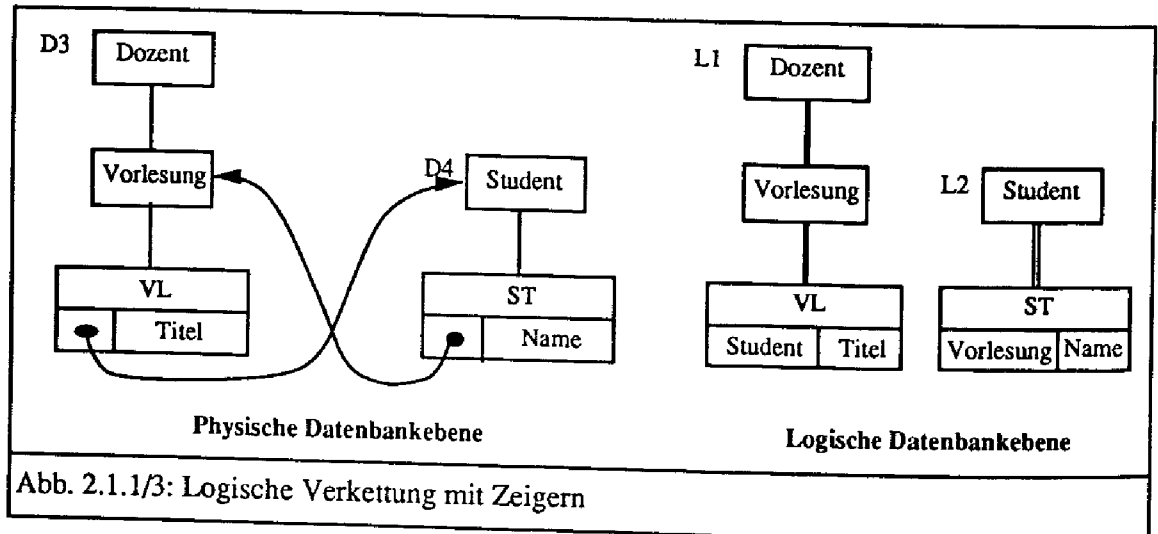 D3
Dozent
Vorlesung
VL
Titel
D4
Student
ST
Name
Physische Datenbankebene
L1
Dozent
Vorlesung
VL
Student Titel
L2
Student
ST
Vorlesung Name
Logische Datenbankebene
Abb. 2.1.1/3: Logische Verkettung mit Zeigern